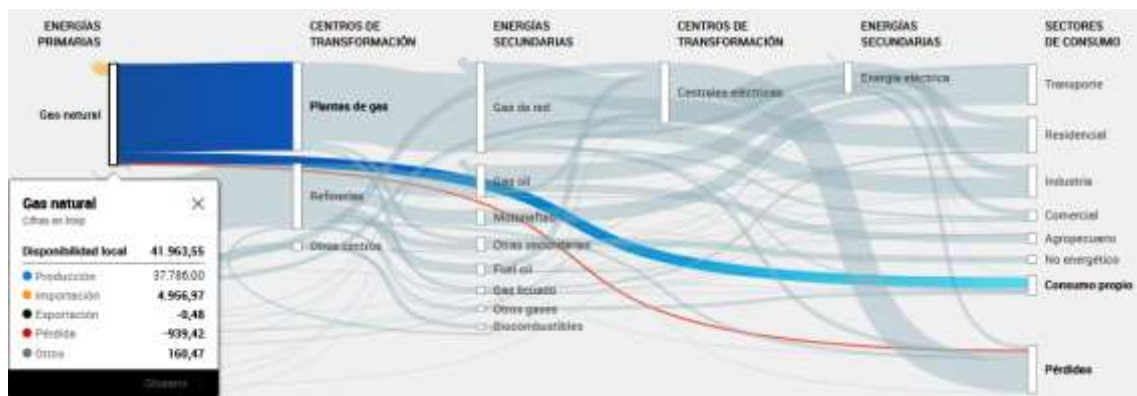 ENERGÍAS
PRIMARIAS
CENTROS DE
TRANSFORMACIÓN
ENERGÍAS
SECUNDARIAS
CENTROS DE
TRANSFORMACIÓN
ENERGÍAS
SECUNDARIAS
SECTORES
DE CONSUMO
Gas natural
Plantas de gas
Refinerías
Otros centros
Gas de red
Gas oil
Motonaftas
Otras secundarias
Fuel oil
Gas licuado
Otros gases
Biocombustibles
Centrales eléctricas
Energía eléctrica
Transporte
Residencial
Industria
Comercial
Agropecuario
No energético
Consumo propio
Pérdidas
Gas natural
Cifras en ktep
Disponibilidad local 41.963,55
Producción 37.786,00
Importación 4.956,97
Exportación -0,48
Pérdida -939,42
Otros 160,47
Glosario